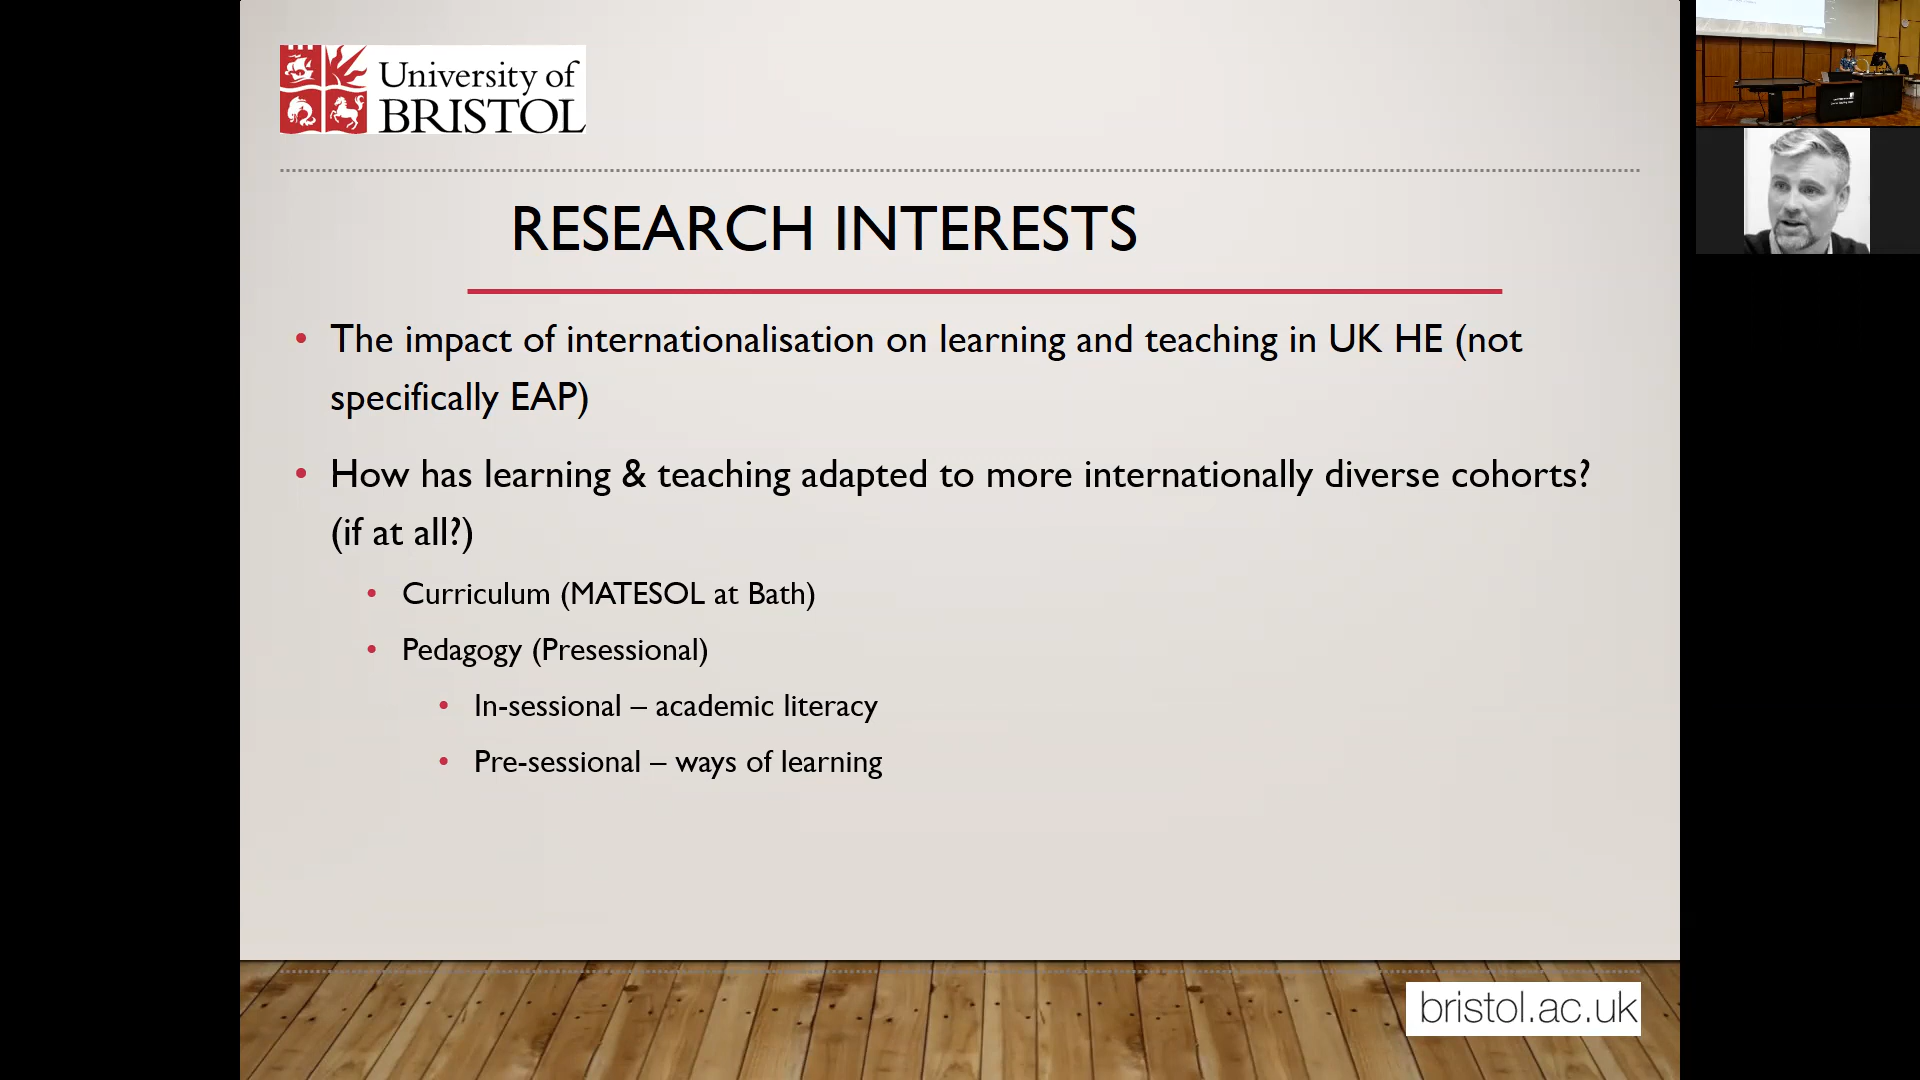 University of
BRISTOL
RESEARCH INTERESTS
• The impact of internationalisation on learning and teaching in UK HE (not
specifically EAP)
• How has learning & teaching adapted to more internationally diverse cohorts?
(if at all?)
• Curriculum (MATESOL at Bath)
• Pedagogy (Presessional)
• In-sessional – academic literacy
• Pre-sessional – ways of learning
bristol.ac.uk